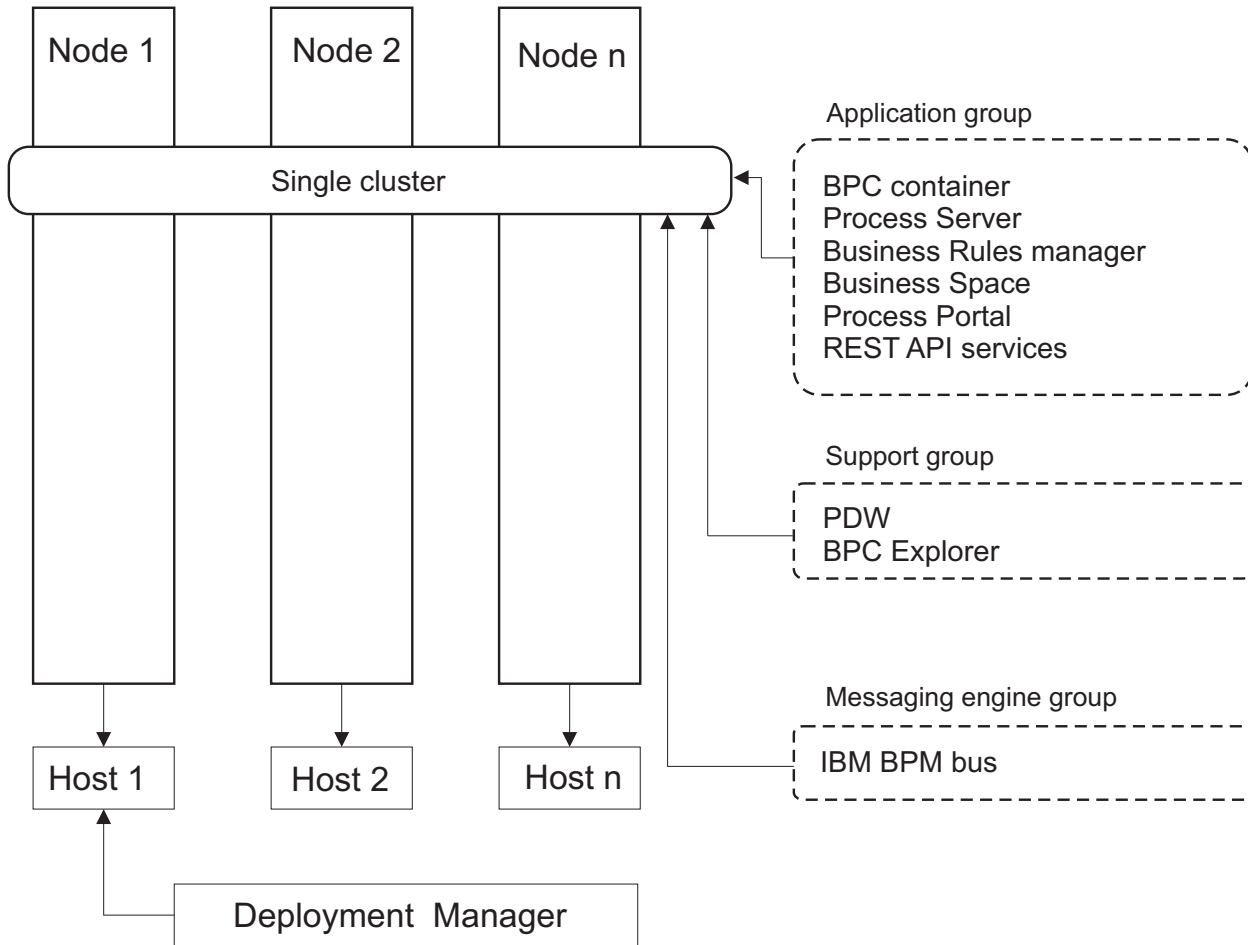 Node 1
Node 2
Node n
Single cluster
Application group
BPC container
Process Server
Business Rules manager
Business Space
Process Portal
REST API services
Support group
PDW
BPC Explorer
Messaging engine group
IBM BPM bus
Host 1
Host 2
Host n
Deployment Manager